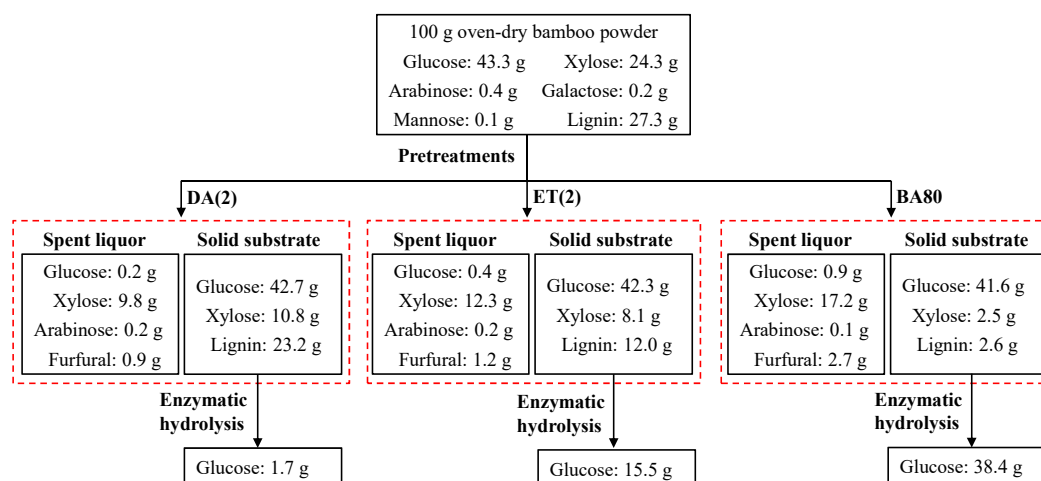 100 g oven-dry bamboo powder
Glucose: 43.3 g Xylose: 24.3 g
Arabinose: 0.4 g Galactose: 0.2 g
Mannose: 0.1 g Lignin: 27.3 g
Pretreatments
DA(2)
ET(2)
BA80
Spent liquor Solid substrate
Glucose: 0.2 g
Xylose: 9.8 g
Arabinose: 0.2 g
Furfural: 0.9 g
Glucose: 42.7 g
Xylose: 10.8 g
Lignin: 23.2 g
Spent liquor Solid substrate
Glucose: 0.4 g
Xylose: 12.3 g
Arabinose: 0.2 g
Furfural: 1.2 g
Glucose: 42.3 g
Xylose: 8.1 g
Lignin: 12.0 g
Spent liquor Solid substrate
Glucose: 0.9 g
Xylose: 17.2 g
Arabinose: 0.1 g
Furfural: 2.7 g
Glucose: 41.6 g
Xylose: 2.5 g
Lignin: 2.6 g
Enzymatic
hydrolysis
Glucose: 1.7 g
Enzymatic
hydrolysis
Glucose: 15.5 g
Enzymatic
hydrolysis
Glucose: 38.4 g